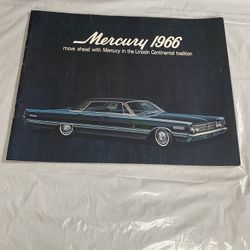 Mercury 1966
move ahead with Mercury in the Lincoln Continental tradition